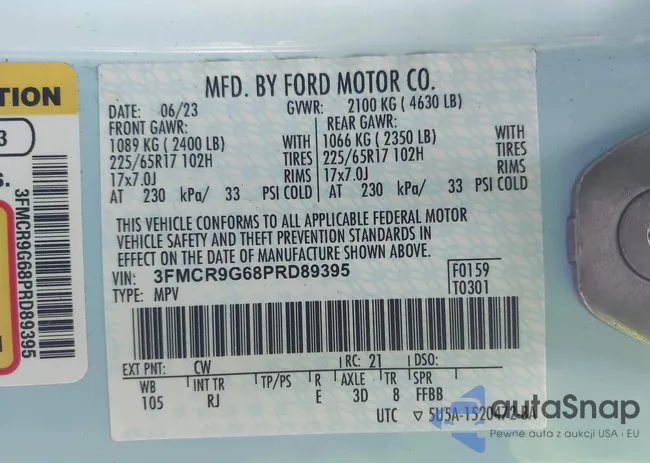 MFD. BY FORD MOTOR CO.
DATE: 06/23 GVWR: 2100 KG ( 4630 LB)
FRONT GAWR: REAR GAWR:
1089 KG ( 2400 LB) WITH 1066 KG ( 2350 LB) WITH
225/65R17 102H TIRES 225/65R17 102H TIRES
17x7.0J RIMS 17x7.0J RIMS
AT 230 kPa/ 33 PSI COLD AT 230 kPa/ 33 PSI COLD
THIS VEHICLE CONFORMS TO ALL APPLICABLE FEDERAL MOTOR
VEHICLE SAFETY AND THEFT PREVENTION STANDARDS IN
EFFECT ON THE DATE OF MANUFACTURE SHOWN ABOVE.
VIN: 3FMCR9G68PRD89395 F0159
TYPE: MPV T0301
EXT PNT: CW RC: 21 DSO:
WB INT TR TP/PS R AXLE TR SPR
105 RJ E 3D 8 FFBB
UTC ▽ 5U5A-1520472-BA
TION
3
S.
3FMCR9G68PRD89395
autoSnap
Pewne auta z aukcji USA i EU